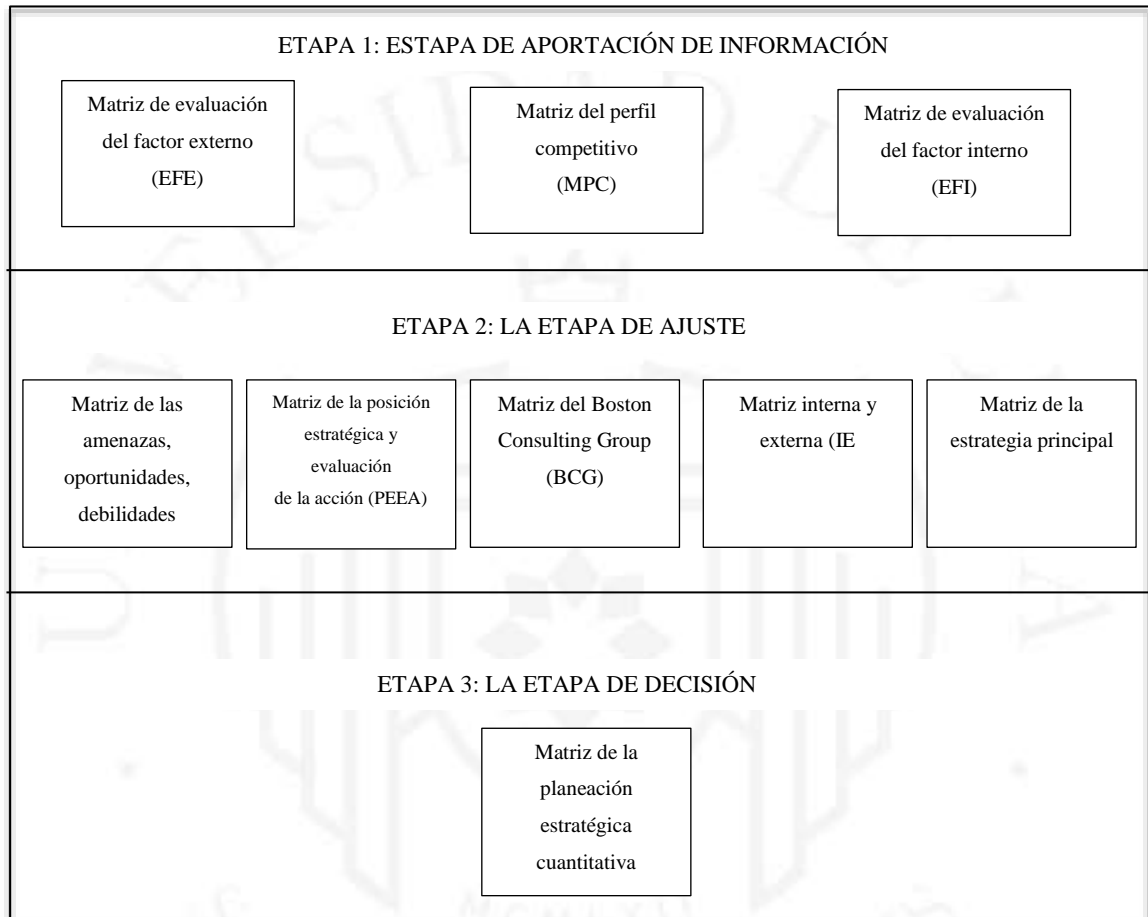 ETAPA 1: ESTAPA DE APORTACIÓN DE INFORMACIÓN
Matriz de evaluación
del factor externo
(EFE)
Matriz del perfil
competitivo
(MPC)
Matriz de evaluación
del factor interno
(EFI)
ETAPA 2: LA ETAPA DE AJUSTE
Matriz de las
amenazas,
oportunidades,
debilidades
Matriz de la posición
estratégica y
evaluación
de la acción (PEEA)
Matriz del Boston
Consulting Group
(BCG)
Matriz interna y
externa (IE
Matriz de la
estrategia principal
ETAPA 3: LA ETAPA DE DECISIÓN
Matriz de la
planeación
estratégica
cuantitativa